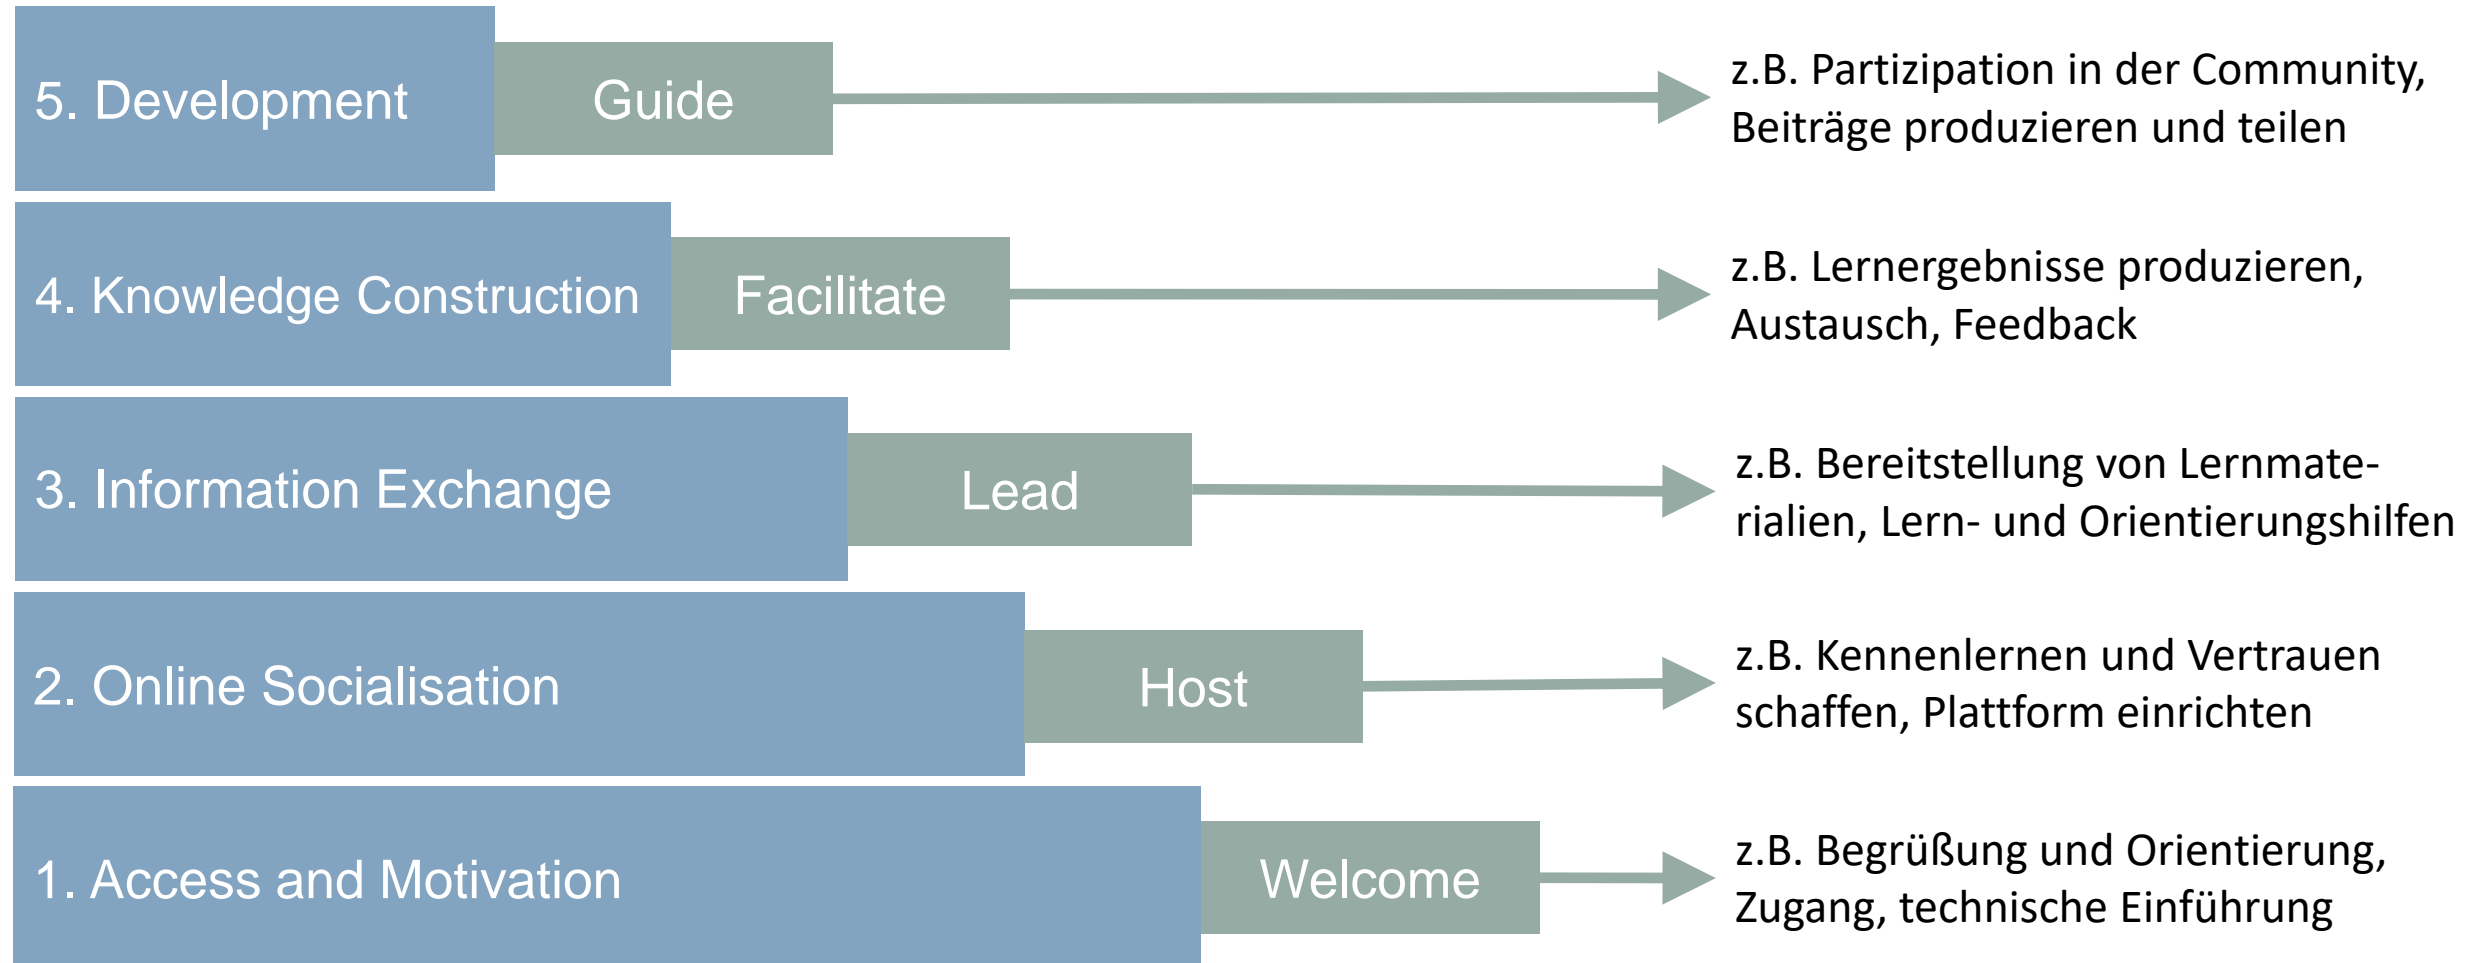 5. Development
Guide
z.B. Partizipation in der Community,
Beiträge produzieren und teilen
4. Knowledge Construction
Facilitate
z.B. Lernergebnisse produzieren,
Austausch, Feedback
3. Information Exchange
Lead
z.B. Bereitstellung von Lernmate-
rialien, Lern- und Orientierungshilfen
2. Online Socialisation
Host
z.B. Kennenlernen und Vertrauen
schaffen, Plattform einrichten
1. Access and Motivation
Welcome
z.B. Begrüßung und Orientierung,
Zugang, technische Einführung